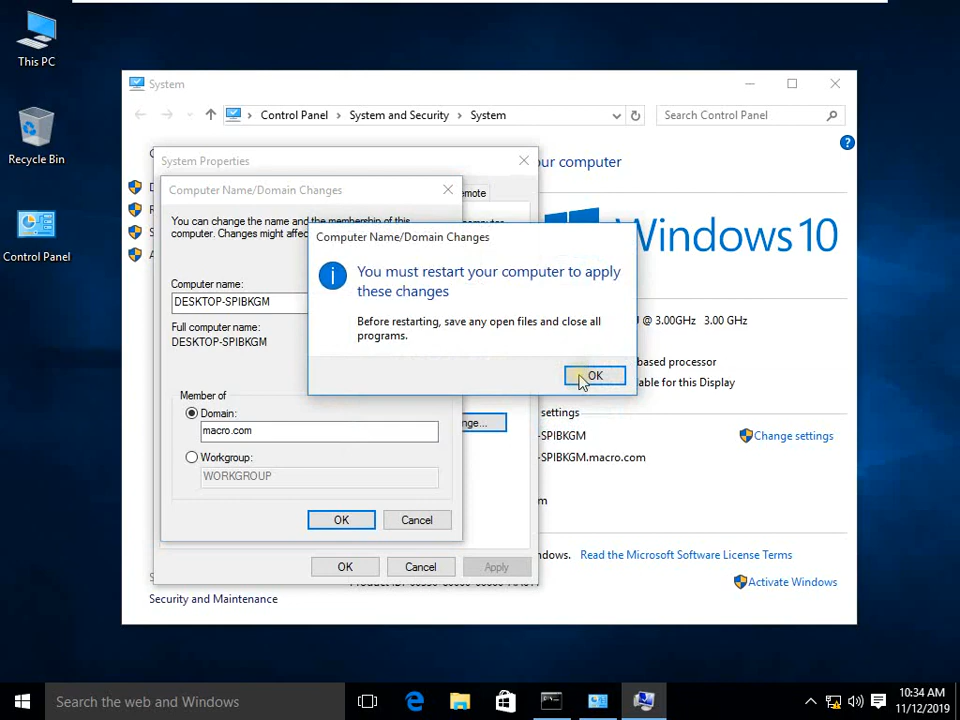 This PC
Recycle Bin
Control Panel
System
Control Panel
System and Security
System
Search Control Panel
System Properties
our computer
Computer Name/Domain Changes
emote
You can change the name and the membership of this
computer. Changes might affec
Computer name:
DESKTOP-SPIBKGM
Full computer name:
DESKTOP-SPIBKGM
Member of
Domain:
macro.com
Workgroup:
WORKGROUP
OK
Cancel
Computer Name/Domain Changes
You must restart your computer to apply
these changes
Before restarting, save any open files and close all
programs.
OK
nge...
OK
Cancel
Apply
Windows 10
U @ 3.00GHz 3.00 GHz
based processor
able for this Display
settings
-SPIBKGM
Change settings
-SPIBKGM.macro.com
m
ndows.
Read the Microsoft Software License Terms
Activate Windows
Security and Maintenance
Search the web and Windows
10:34 AM
11/12/2019